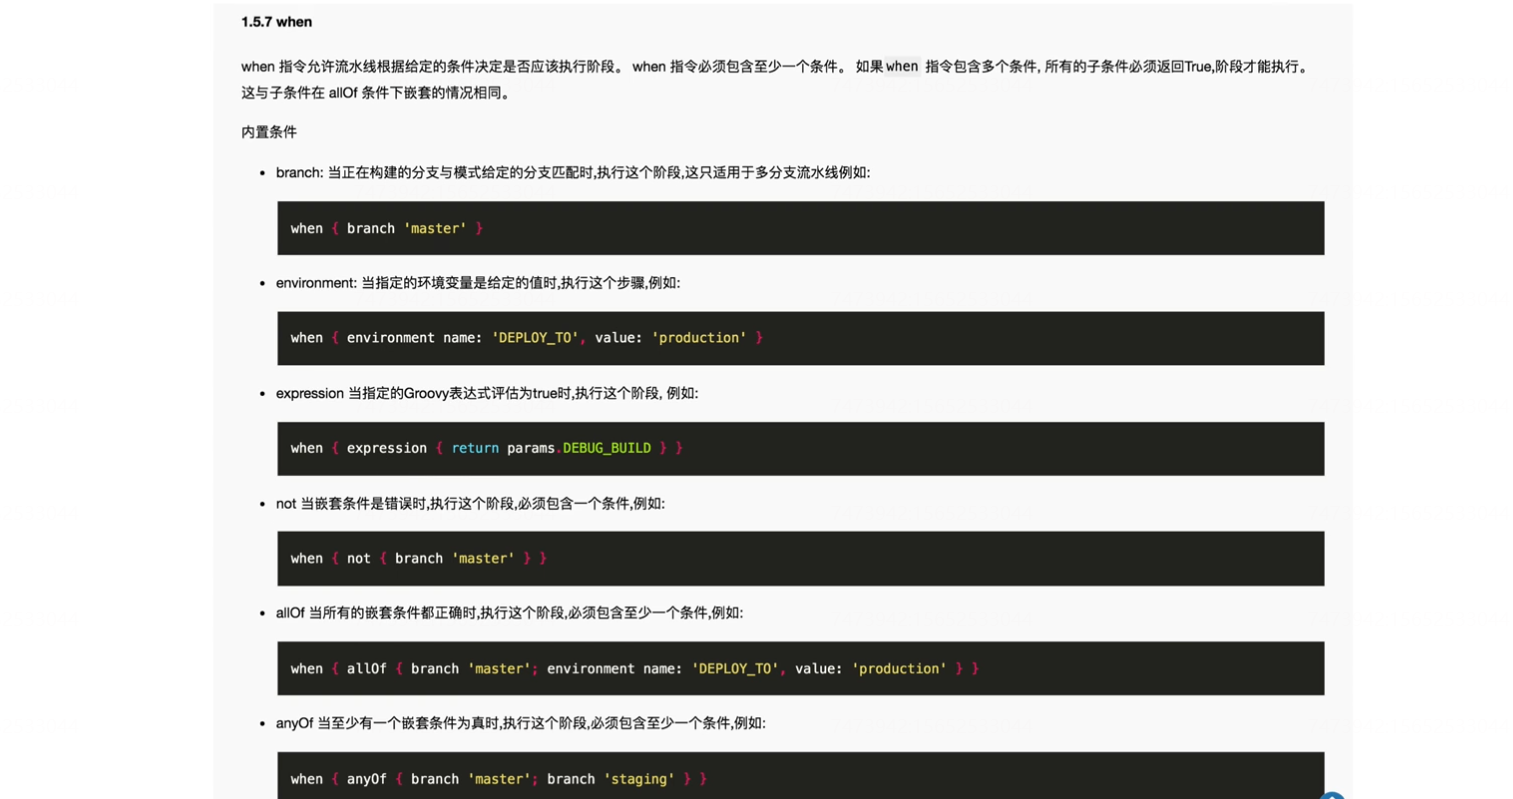 1.5.7 when
when 指令允许流水线根据给定的条件决定是否应该执行阶段。 when 指令必须包含至少一个条件。 如果when 指令包含多个条件, 所有的子条件必须返回True,阶段才能执行。
这与子条件在 allOf 条件下嵌套的情况相同。
内置条件
• branch: 当正在构建的分支与模式给定的分支匹配时,执行这个阶段,这只适用于多分支流水线例如:
when { branch 'master' }
• environment: 当指定的环境变量是给定的值时,执行这个步骤,例如:
when { environment name: 'DEPLOY_TO', value: 'production' }
• expression 当指定的Groovy表达式评估为true时,执行这个阶段, 例如:
when { expression { return params.DEBUG_BUILD } }
• not 当嵌套条件是错误时,执行这个阶段,必须包含一个条件,例如:
when { not { branch 'master' } }
• allOf 当所有的嵌套条件都正确时,执行这个阶段,必须包含至少一个条件,例如:
when { allOf { branch 'master'; environment name: 'DEPLOY_TO', value: 'production' } }
• anyOf 当至少有一个嵌套条件为真时,执行这个阶段,必须包含至少一个条件,例如:
when { anyOf { branch 'master'; branch 'staging' } }